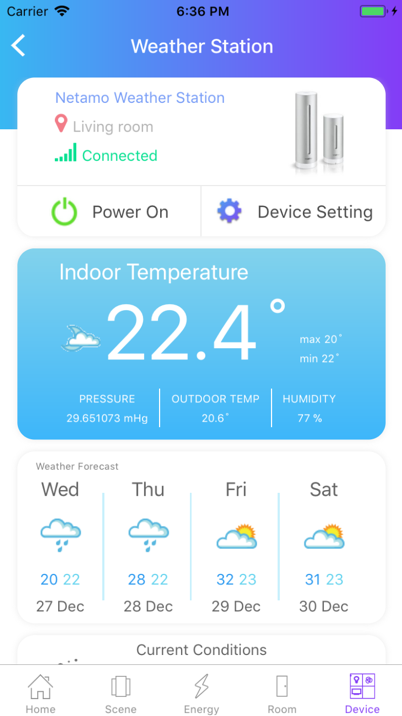 Carrier 6:36 PM
Weather Station
Netamo Weather Station
Living room
Connected
Power On Device Setting
Indoor Temperature
22.4°
max 20°
min 22°
PRESSURE OUTDOOR TEMP HUMIDITY
29.651073 mHg 20.6° 77 %
Weather Forecast
Wed Thu Fri Sat
20 22 28 22 32 23 31 23
27 Dec 28 Dec 29 Dec 30 Dec
Current Conditions
Home Scene Energy Room Device